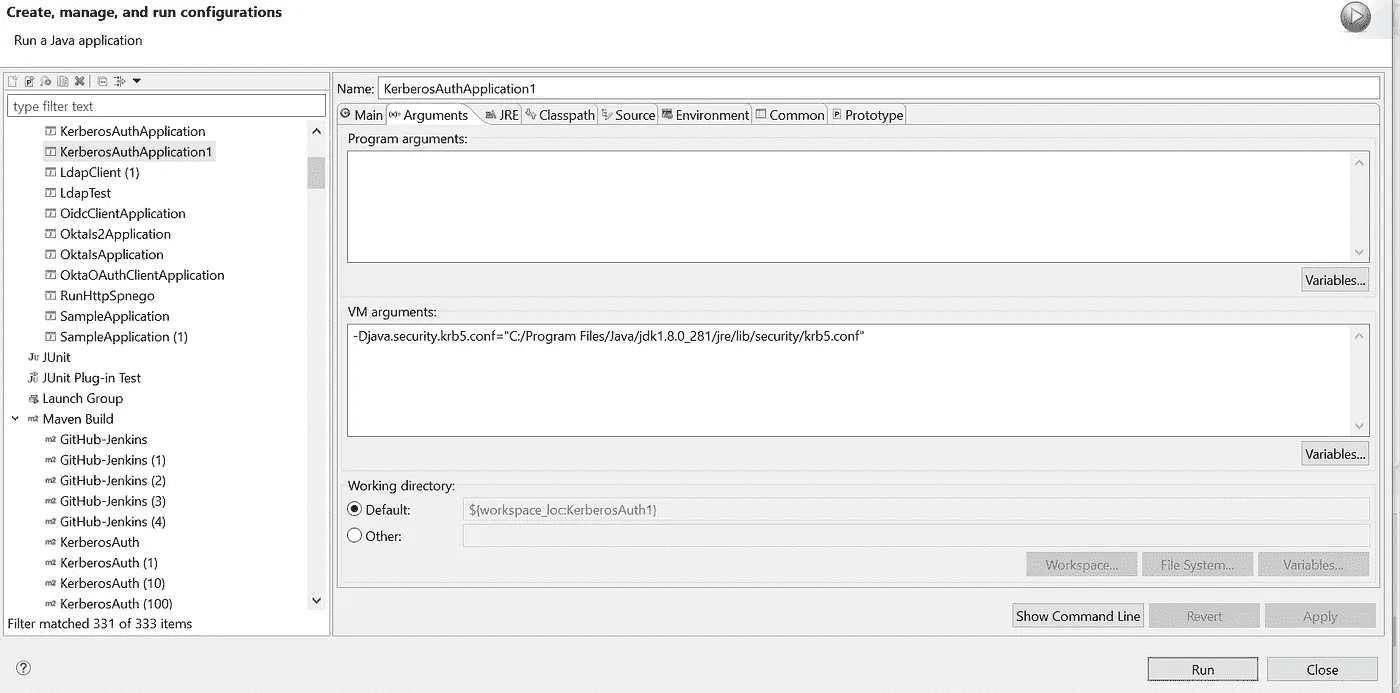 Create, manage, and run configurations
Run a Java application
type filter text
KerberosAuthApplication
KerberosAuthApplication1
LdapClient (1)
LdapTest
OidcClientApplication
OktaIs2Application
OktaIsApplication
OktaOAuthClientApplication
RunHttpSpnego
SampleApplication
SampleApplication (1)
JUnit
JUnit Plug-in Test
Launch Group
Maven Build
GitHub-Jenkins
GitHub-Jenkins (1)
GitHub-Jenkins (2)
GitHub-Jenkins (3)
GitHub-Jenkins (4)
KerberosAuth
KerberosAuth (1)
KerberosAuth (10)
KerberosAuth (100)
Filter matched 331 of 333 items
Name: KerberosAuthApplication1
Main Arguments JRE Classpath Source Environment Common Prototype
Program arguments:
Variables...
VM arguments:
-Djava.security.krb5.conf="C:/Program Files/Java/jdk1.8.0_281/jre/lib/security/krb5.conf"
Variables...
Working directory:
Default: ${workspace_loc:KerberosAuth1}
Other:
Workspace... File System... Variables...
Show Command Line Revert Apply
Run Close